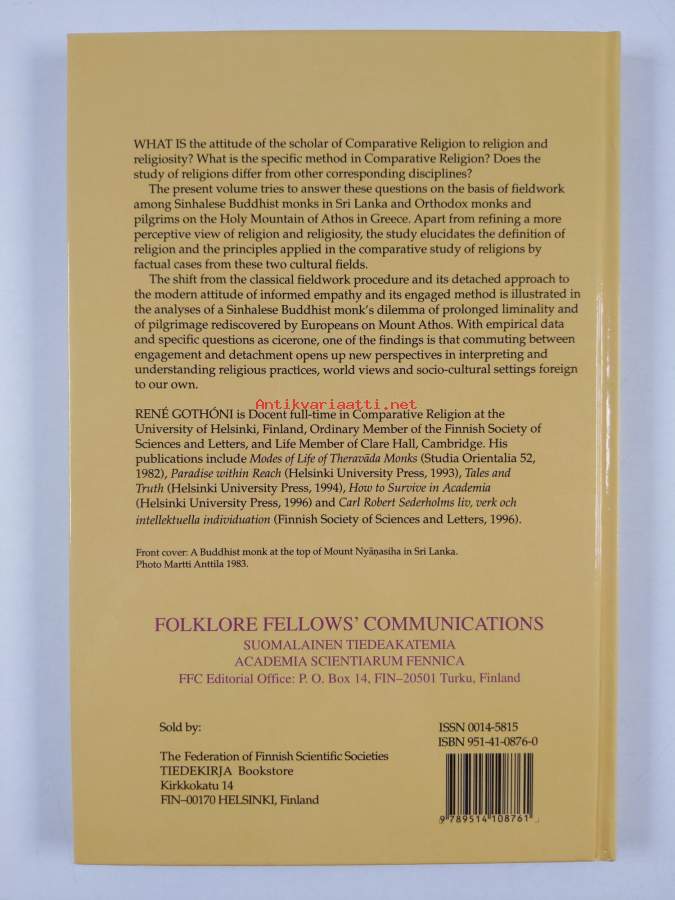 WHAT IS the attitude of the scholar of Comparative Religion to religion and
religiosity? What is the specific method in Comparative Religion? Does the
study of religions differ from other corresponding disciplines?
The present volume tries to answer these questions on the basis of fieldwork
among Sinhalese Buddhist monks in Sri Lanka and Orthodox monks and
pilgrims on the Holy Mountain of Athos in Greece. Apart from refining a more
perceptive view of religion and religiosity, the study elucidates the definition of
religion and the principles applied in the comparative study of religions by
factual cases from these two cultural fields.
The shift from the classical fieldwork procedure and its detached approach to
the modern attitude of informed empathy and its engaged method is illustrated in
the analyses of a Sinhalese Buddhist monk's dilemma of prolonged liminality and
of pilgrimage rediscovered by Europeans on Mount Athos. With empirical data
and specific questions as cicerone, one of the findings is that commuting between
engagement and detachment opens up new perspectives in interpreting and
understanding religious practices, world views and socio-cultural settings foreign
to our own.
Antikvariaatti.net
RENÉ GOTHÓNI is Docent full-time in Comparative Religion at the
University of Helsinki, Finland, Ordinary Member of the Finnish Society of
Sciences and Letters, and Life Member of Clare Hall, Cambridge. His
publications include Modes of Life of Theravāda Monks (Studia Orientalia 52,
1982), Paradise within Reach (Helsinki University Press, 1993), Tales and
Truth (Helsinki University Press, 1994), How to Survive in Academia
(Helsinki University Press, 1996) and Carl Robert Sederholms liv, verk och
intellektuella individuation (Finnish Society of Sciences and Letters, 1996).
Front cover: A Buddhist monk at the top of Mount Nyāṇasiha in Sri Lanka.
Photo Martti Anttila 1983.
FOLKLORE FELLOWS' COMMUNICATIONS
SUOMALAINEN TIEDEAKATEMIA
ACADEMIA SCIENTIARUM FENNICA
FFC Editorial Office: P. O. Box 14, FIN–20501 Turku, Finland
Sold by:
The Federation of Finnish Scientific Societies
TIEDEKIRJA Bookstore
Kirkkokatu 14
FIN–00170 HELSINKI, Finland
ISSN 0014-5815
ISBN 951-41-0876-0
9 789514 108761